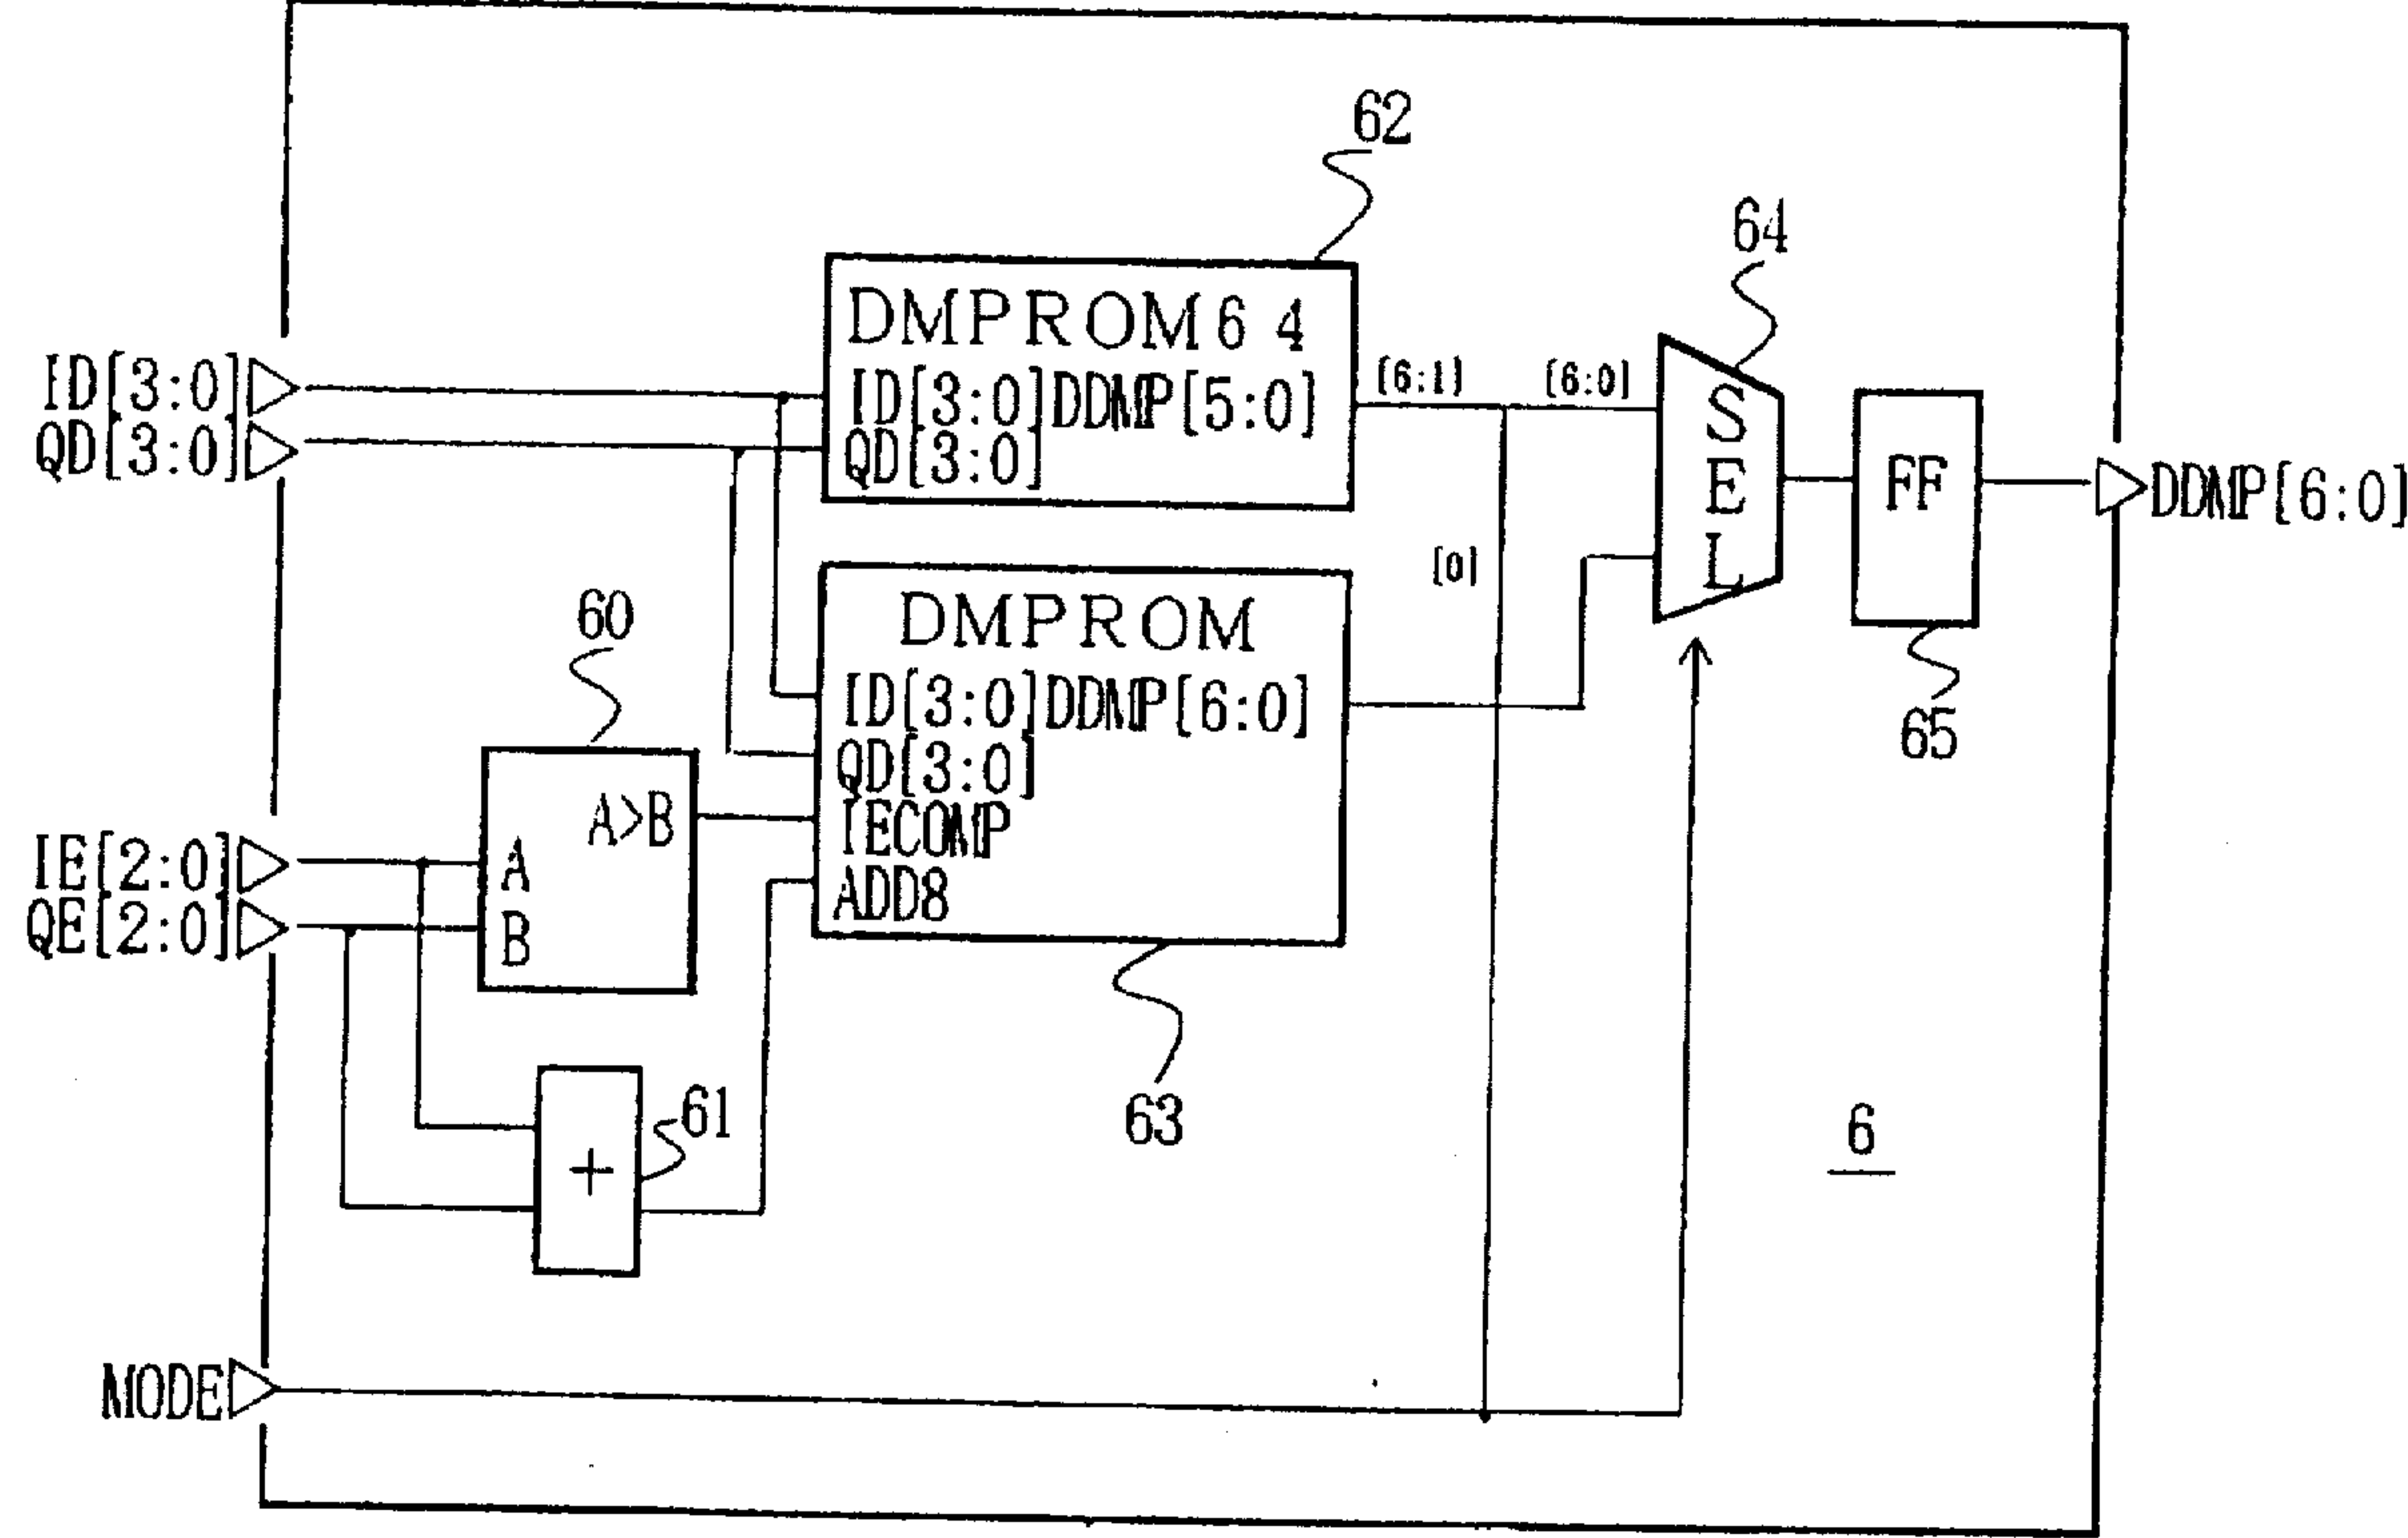 62
64
DMPROM64
ID[3:0]DDMP[5:0]
QD[3:0]
[6:1]
[6:0]
ID[3:0]
QD[3:0]
SEL
FF
DDMP[6:0]
[0]
60
DMPROM
ID[3:0]DDMP[6:0]
QD[3:0]
IECOMP
ADD8
65
A>B
A
B
IE[2:0]
QE[2:0]
61
+
63
6
MODE